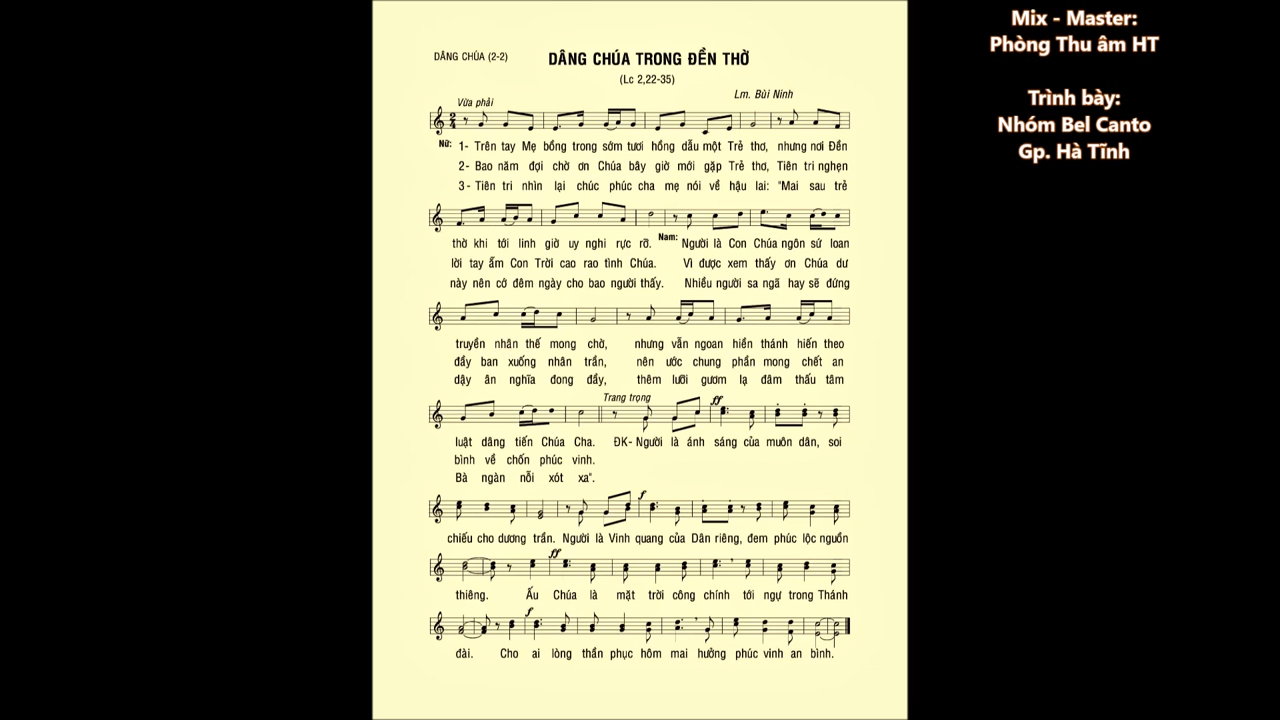 Mix - Master:
Phòng Thu âm HT
Trình bày:
Nhóm Bel Canto
Gp. Hà Tĩnh
DÂNG CHÚA (2-2)
DÂNG CHÚA TRONG ĐỀN THỜ
(Lc 2,22-35)
Lm. Bùi Ninh
Vừa phải
Nữ: 1- Trên tay Mẹ bồng trong sớm tươi hồng dẫu một Trẻ thơ, nhưng nơi Đền
2- Bao năm đợi chờ ơn Chúa bây giờ mới gặp Trẻ thơ, Tiên tri nghẹn
3- Tiên tri nhìn lại chúc phúc cha mẹ nói về hậu lai: "Mai sau trẻ
thờ khi tới linh giờ uy nghi rực rỡ. Nam: Người là Con Chúa ngôn sứ loan
lời tay ẵm Con Trời cao rao tình Chúa. Vì được xem thấy ơn Chúa dư
này nên cớ đêm ngày cho bao người thấy. Nhiều người sa ngã hay sẽ đứng
truyền nhân thế mong chờ, nhưng vẫn ngoan hiền thánh hiến theo
đầy ban xuống nhân trần, nên ước chung phần mong chết an
dậy ân nghĩa đong đầy, thêm lưỡi gươm lạ đâm thấu tâm
Trang trọng
ff
luật dâng tiến Chúa Cha. ĐK- Người là ánh sáng của muôn dân, soi
bình về chốn phúc vinh.
Bà ngàn nỗi xót xa".
f
chiếu cho dương trần. Người là Vinh quang của Dân riêng, đem phúc lộc nguồn
ff
thiêng. Ấu Chúa là mặt trời công chính tới ngự trong Thánh
f
đài. Cho ai lòng thần phục hôm mai hưởng phúc vinh an bình.